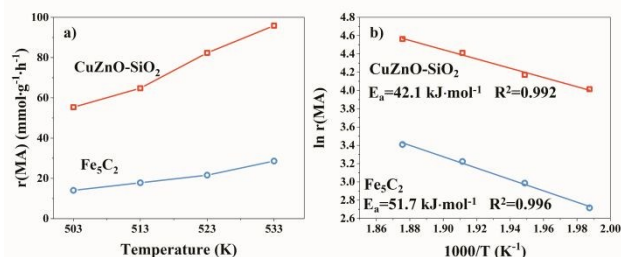 a)
r(MA) (mmol·g⁻¹·h⁻¹)
100
80
60
40
20
0
CuZnO-SiO₂
Fe₅C₂
503 513 523 533
Temperature (K)
b)
ln r(MA)
4.8
4.6
4.4
4.2
4.0
3.8
3.6
3.4
3.2
3.0
2.8
2.6
CuZnO-SiO₂
Eₐ=42.1 kJ·mol⁻¹ R²=0.992
Fe₅C₂
Eₐ=51.7 kJ·mol⁻¹ R²=0.996
1.86 1.88 1.90 1.92 1.94 1.96 1.98 2.00
1000/T (K⁻¹)